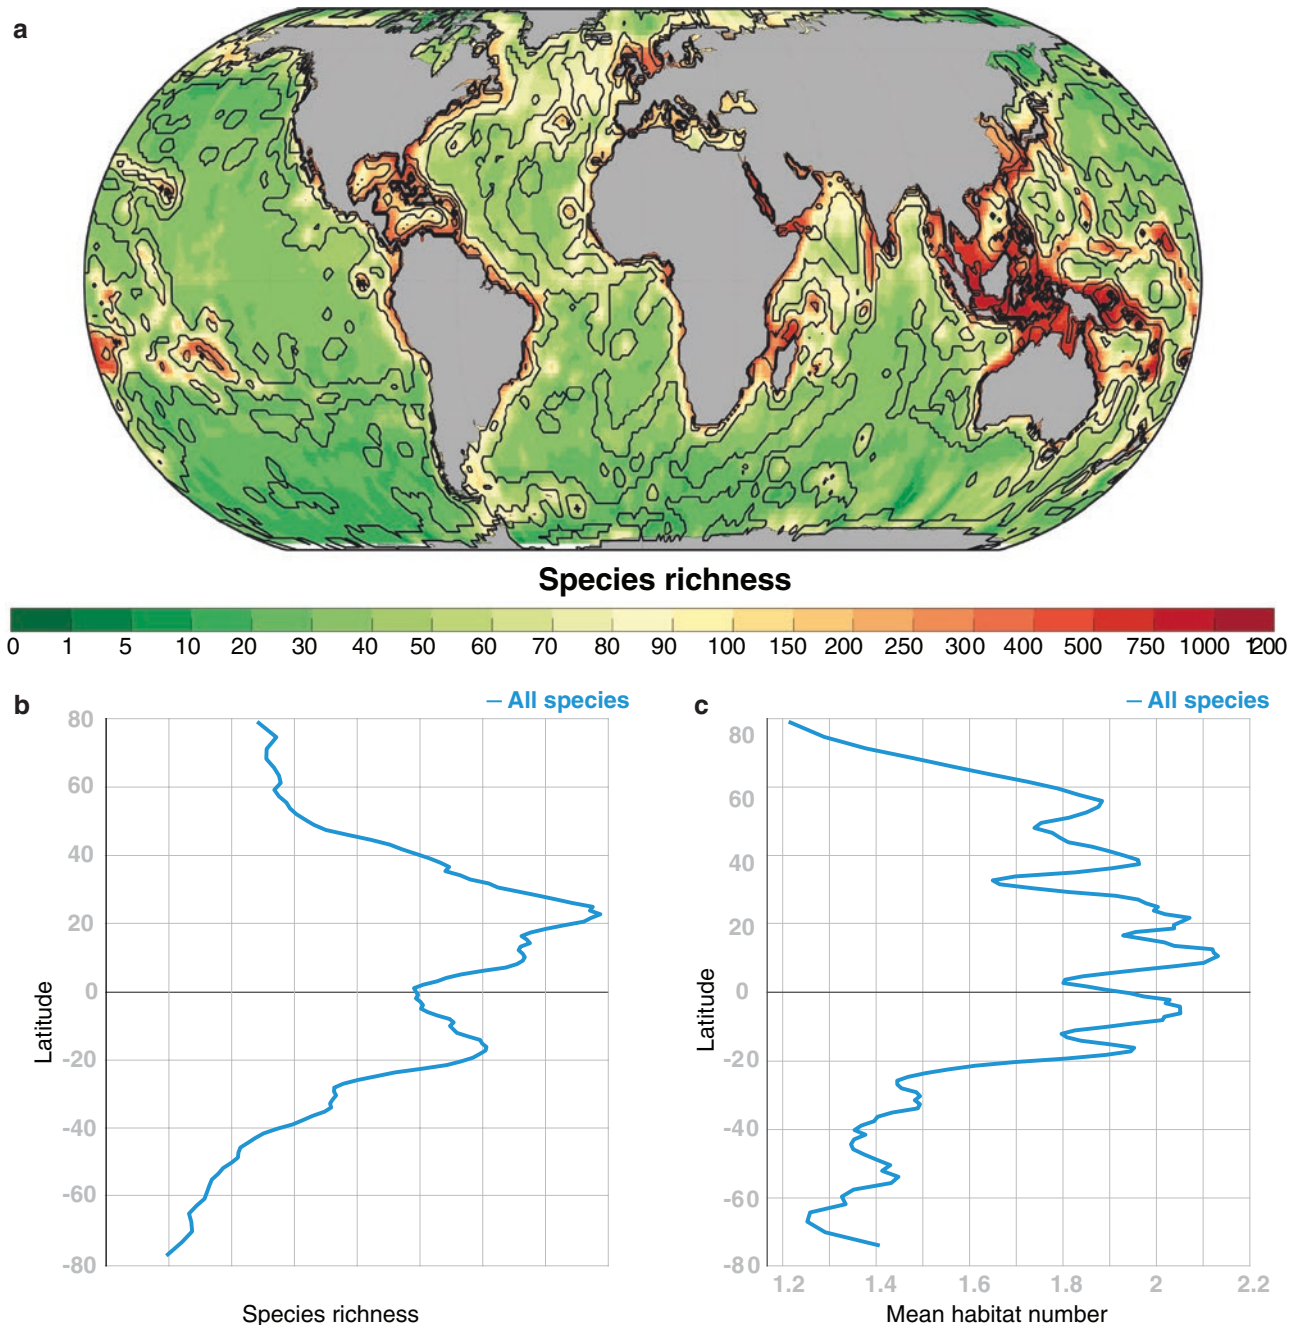 a
Species richness
0 1 5 10 20 30 40 50 60 70 80 90 100 150 200 250 300 400 500 750 1000 1200
b
— All species
80
60
40
20
0
-20
-40
-60
-80
Latitude
Species richness
c
— All species
80
60
40
20
0
-20
-40
-60
-80
Latitude
1.2 1.4 1.6 1.8 2 2.2
Mean habitat number